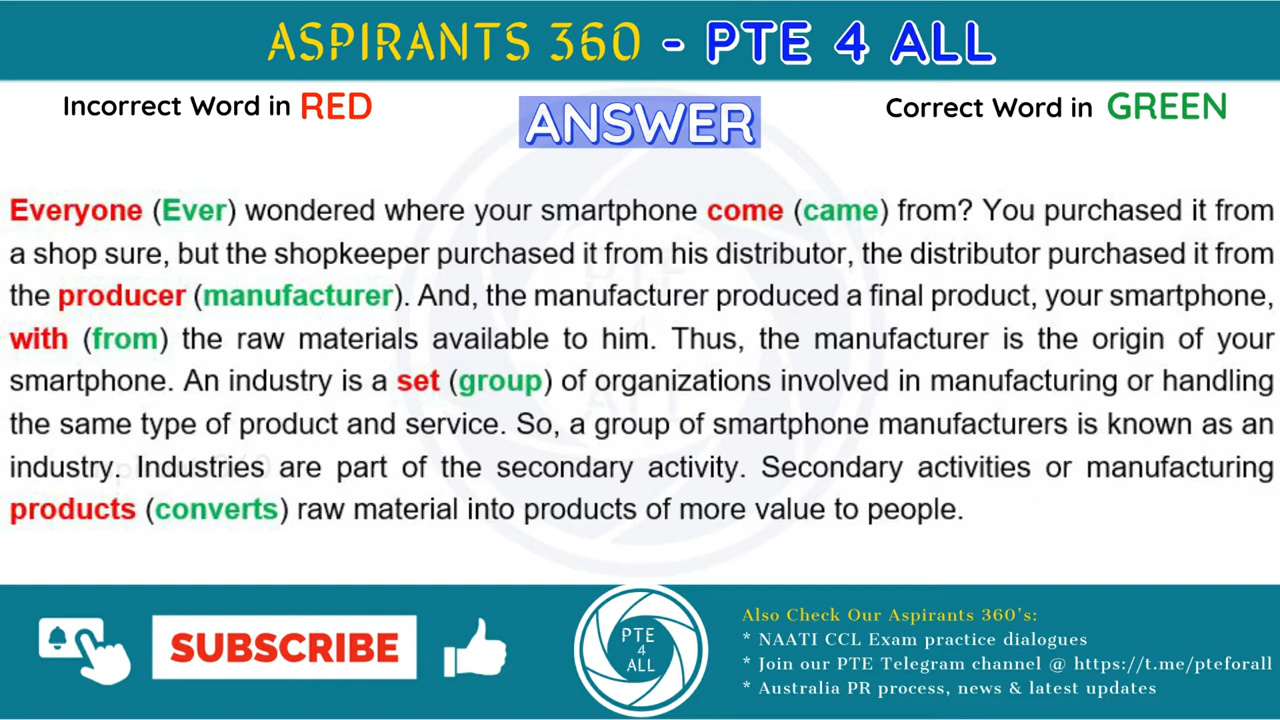 ASPIRANTS 360 - PTE 4 ALL
Incorrect Word in RED
ANSWER
Correct Word in GREEN
Everyone (Ever) wondered where your smartphone come (came) from? You purchased it from
a shop sure, but the shopkeeper purchased it from his distributor, the distributor purchased it from
the producer (manufacturer). And, the manufacturer produced a final product, your smartphone,
with (from) the raw materials available to him. Thus, the manufacturer is the origin of your
smartphone. An industry is a set (group) of organizations involved in manufacturing or handling
the same type of product and service. So, a group of smartphone manufacturers is known as an
industry. Industries are part of the secondary activity. Secondary activities or manufacturing
products (converts) raw material into products of more value to people.
SUBSCRIBE
PTE
4
ALL
Also Check Our Aspirants 360's:
* NAATI CCL Exam practice dialogues
* Join our PTE Telegram channel @ https://t.me/pteforall
* Australia PR process, news & latest updates